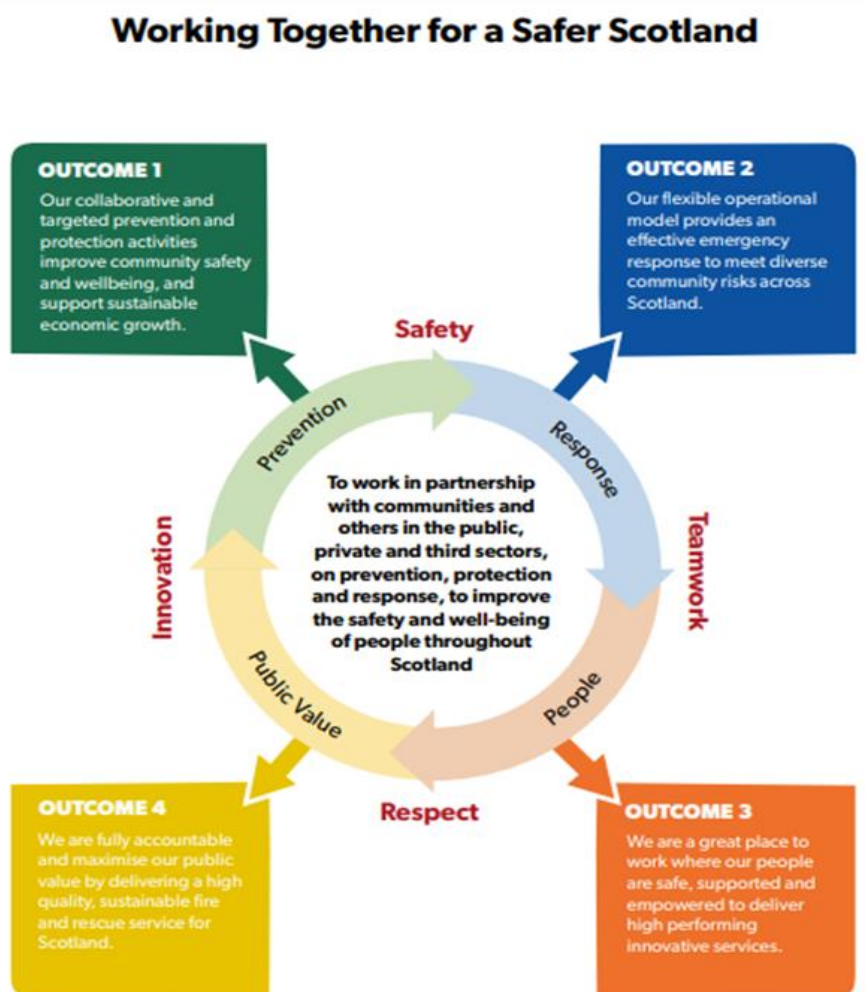 Working Together for a Safer Scotland
OUTCOME 1
Our collaborative and
targeted prevention and
protection activities
improve community safety
and wellbeing, and
support sustainable
economic growth.
OUTCOME 2
Our flexible operational
model provides an
effective emergency
response to meet diverse
community risks across
Scotland.
Safety
Prevention
Response
Innovation
To work in partnership
with communities and
others in the public,
private and third sectors,
on prevention, protection
and response, to improve
the safety and well-being
of people throughout
Scotland
Teamwork
Public Value
People
Respect
OUTCOME 4
We are fully accountable
and maximise our public
value by delivering a high
quality, sustainable fire
and rescue service for
Scotland.
OUTCOME 3
We are a great place to
work where our people
are safe, supported and
empowered to deliver
high performing
innovative services.